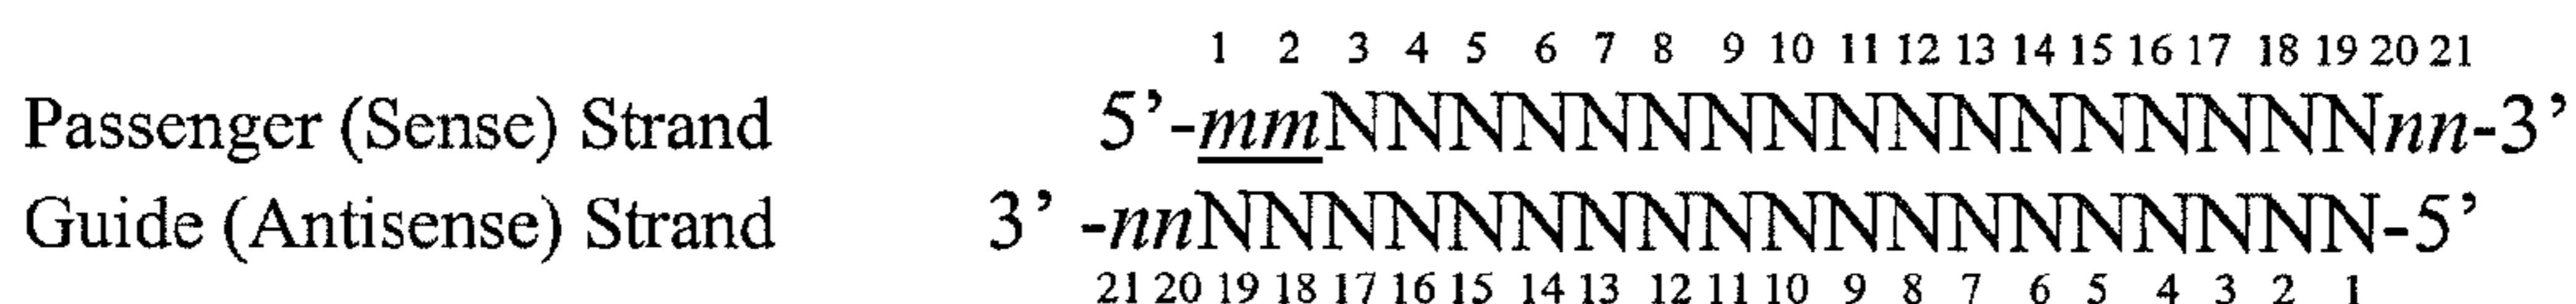 1 2 3 4 5 6 7 8 9 10 11 12 13 14 15 16 17 18 19 20 21
Passenger (Sense) Strand 5’-mmNNNNNNNNNNNNNNNNNnn-3’
Guide (Antisense) Strand 3’ -nnNNNNNNNNNNNNNNNNNNN-5’
21 20 19 18 17 16 15 14 13 12 11 10 9 8 7 6 5 4 3 2 1